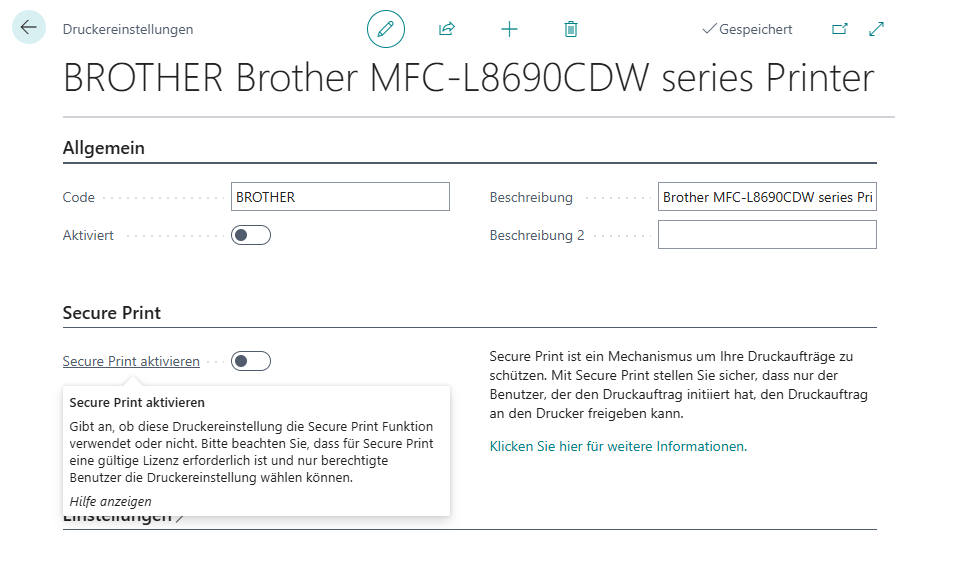 Druckereinstellungen
Gespeichert
BROTHER Brother MFC-L8690CDW series Printer
Allgemein
Code
BROTHER
Beschreibung
Brother MFC-L8690CDW series Pri
Aktiviert
Beschreibung 2
Secure Print
Secure Print aktivieren
Secure Print aktivieren
Gibt an, ob diese Druckereinstellung die Secure Print Funktion
verwendet oder nicht. Bitte beachten Sie, dass für Secure Print
eine gültige Lizenz erforderlich ist und nur berechtigte
Benutzer die Druckereinstellung wählen können.
Hilfe anzeigen
Secure Print ist ein Mechanismus um Ihre Druckaufträge zu
schützen. Mit Secure Print stellen Sie sicher, dass nur der
Benutzer, der den Druckauftrag initiiert hat, den Druckauftrag
an den Drucker freigeben kann.
Klicken Sie hier für weitere Informationen.
Einstellungen